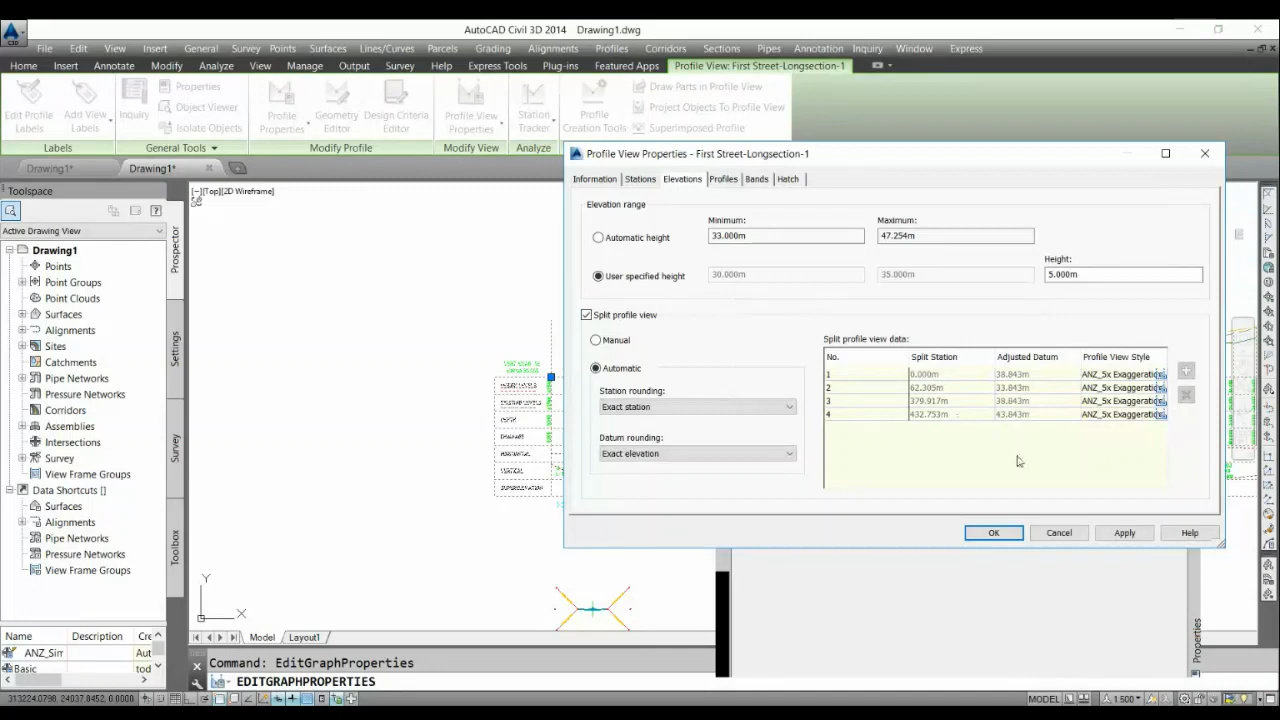 AutoCAD Civil 3D 2014 Drawing1.dwg
File Edit View Insert General Survey Points Surfaces Lines/Curves Parcels Grading Alignments Profiles Corridors Sections Pipes Annotation Inquiry Window Express
Home Insert Annotate Modify Analyze View Manage Output Survey Help Express Tools Plug-ins Featured Apps Profile View: First Street-Longsection-1
Edit Profile Labels
Add View Labels
Inquiry
Properties
Object Viewer
Isolate Objects
Profile Properties
Geometry Editor
Design Criteria Editor
Profile View Properties
Station Tracker
Profile Creation Tools
Draw Parts in Profile View
Project Objects To Profile View
Superimposed Profile
Labels General Tools Modify Profile Modify View Analyze
Drawing1* Drawing1*
Toolspace
Active Drawing View
Drawing1
Points
Point Groups
Point Clouds
Surfaces
Alignments
Sites
Catchments
Pipe Networks
Pressure Networks
Corridors
Assemblies
Intersections
Survey
View Frame Groups
Data Shortcuts []
Surfaces
Alignments
Pipe Networks
Pressure Networks
View Frame Groups
Prospector
Settings
Survey
Toolbox
Name Description Cre
ANZ_Sim Aut
Basic tod
[−][Top][2D Wireframe]
Y
X
Model Layout1
Profile View Properties - First Street-Longsection-1
Information Stations Elevations Profiles Bands Hatch
Elevation range
Minimum: Maximum:
Automatic height 33.000m 47.254m
Height:
User specified height 30.000m 35.000m 5.000m
Split profile view
Manual
Automatic
Station rounding:
Exact station
Datum rounding:
Exact elevation
Split profile view data:
No. Split Station Adjusted Datum Profile View Style
1 0.000m 38.843m ANZ_5x Exaggeration
2 62.305m 33.843m ANZ_5x Exaggeration
3 379.917m 38.843m ANZ_5x Exaggeration
4 432.753m 43.843m ANZ_5x Exaggeration
OK Cancel Apply Help
Properties
Command: EditGraphProperties
EDITGRAPHPROPERTIES
MODEL 1:500